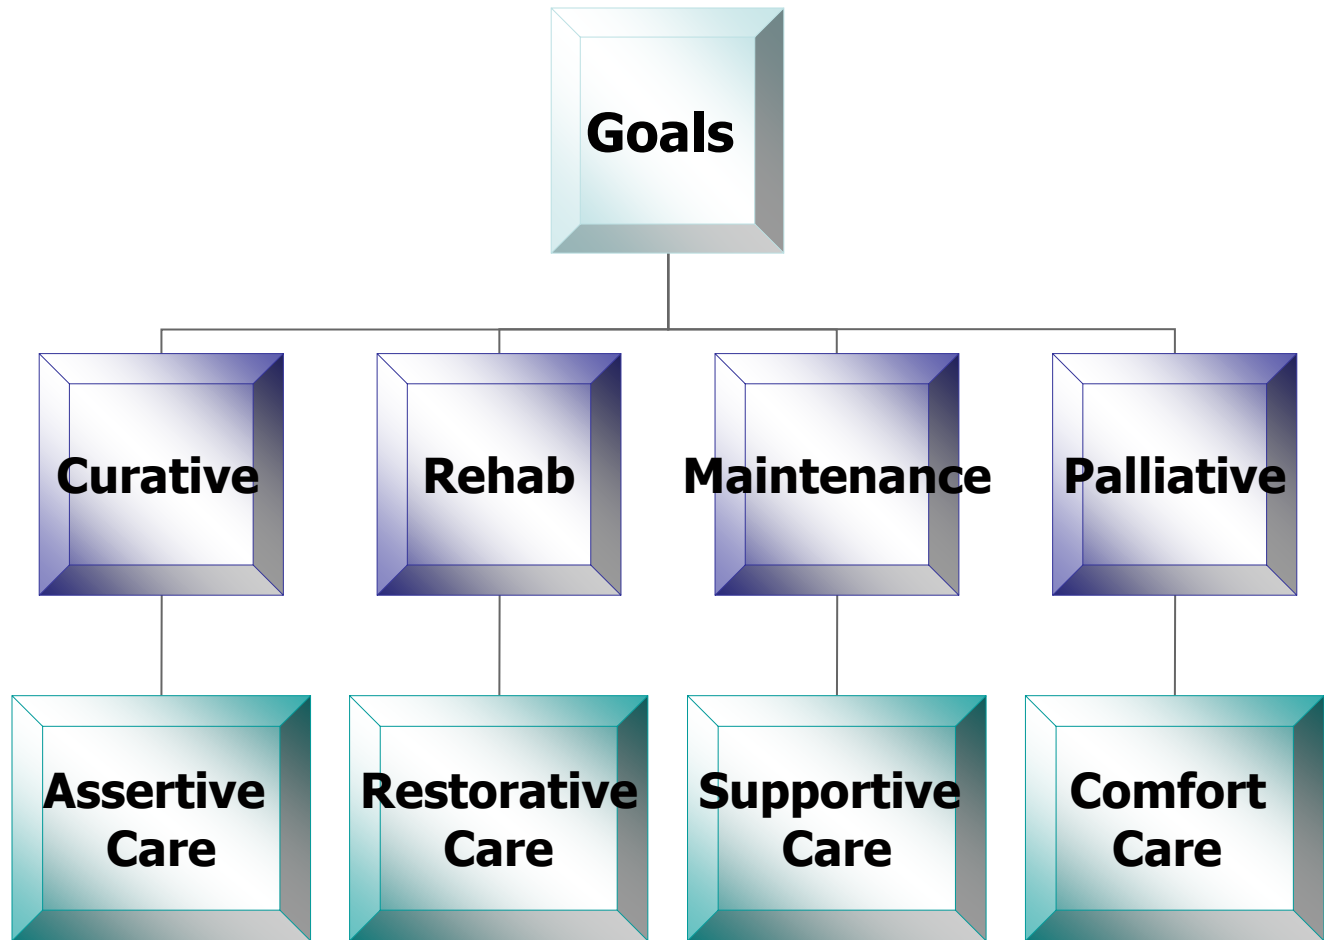 Goals
Curative
Rehab
Maintenance
Palliative
Assertive
Care
Restorative
Care
Supportive
Care
Comfort
Care